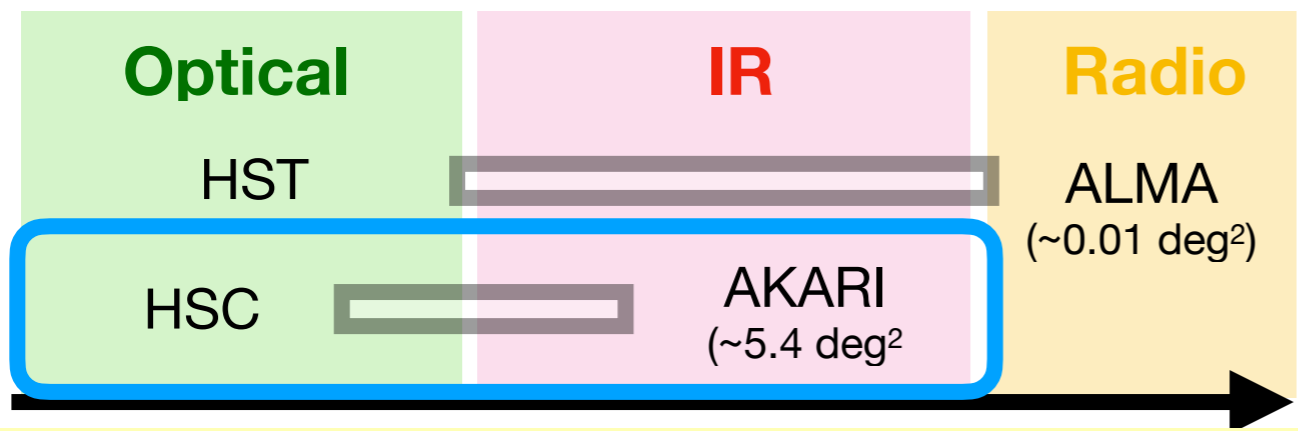 Optical IR Radio
HST ALMA
(~0.01 deg²)
HSC AKARI
(~5.4 deg²